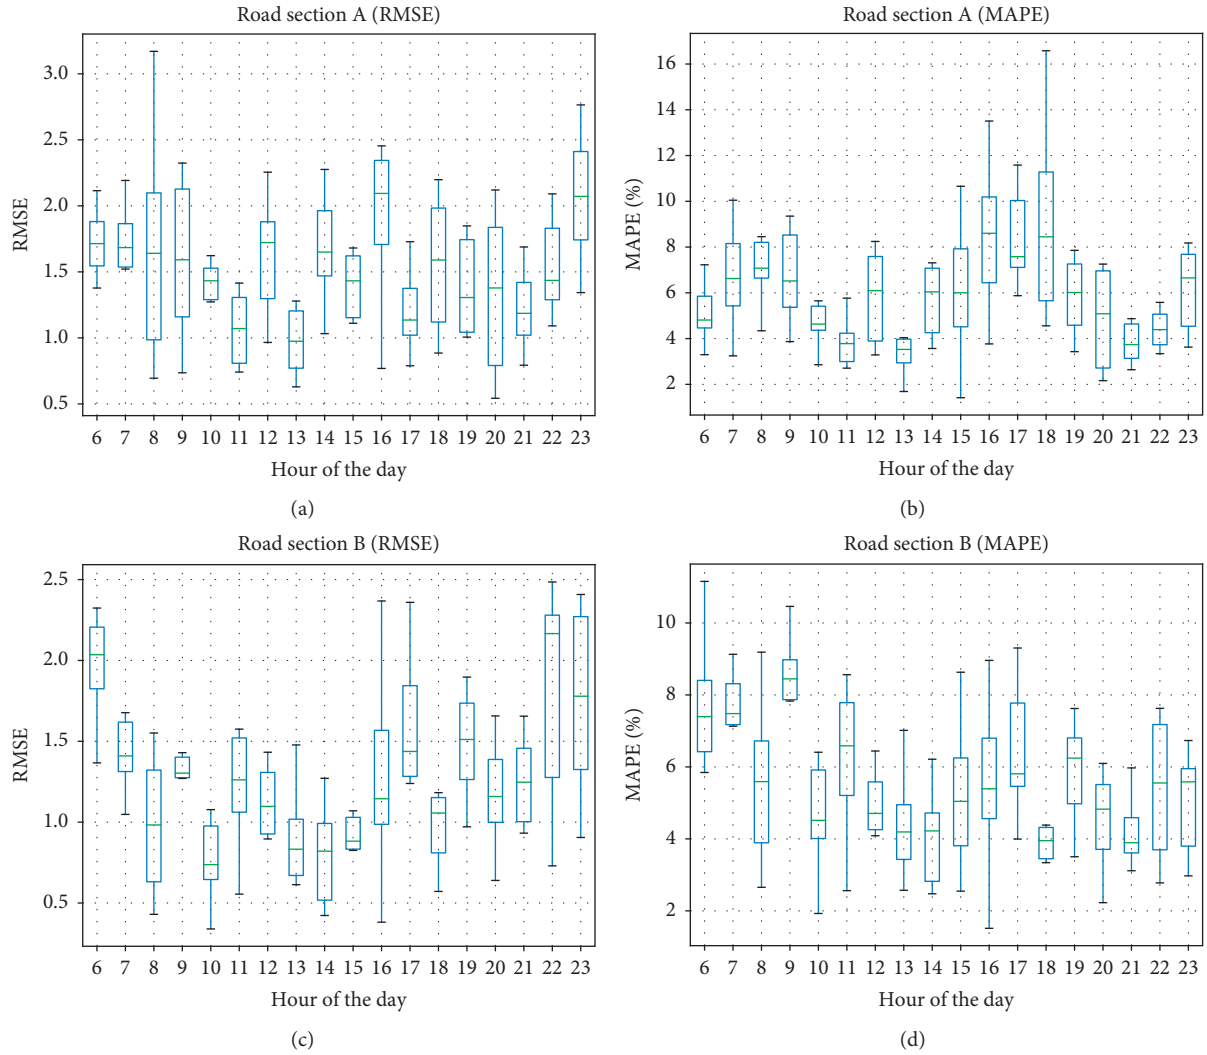 Road section A (RMSE)
3.0
2.5
2.0
1.5
1.0
0.5
RMSE
6 7 8 9 10 11 12 13 14 15 16 17 18 19 20 21 22 23
Hour of the day
(a)
Road section A (MAPE)
16
14
12
10
8
6
4
2
MAPE (%)
6 7 8 9 10 11 12 13 14 15 16 17 18 19 20 21 22 23
Hour of the day
(b)
Road section B (RMSE)
2.5
2.0
1.5
1.0
0.5
RMSE
6 7 8 9 10 11 12 13 14 15 16 17 18 19 20 21 22 23
Hour of the day
(c)
Road section B (MAPE)
10
8
6
4
2
MAPE (%)
6 7 8 9 10 11 12 13 14 15 16 17 18 19 20 21 22 23
Hour of the day
(d)